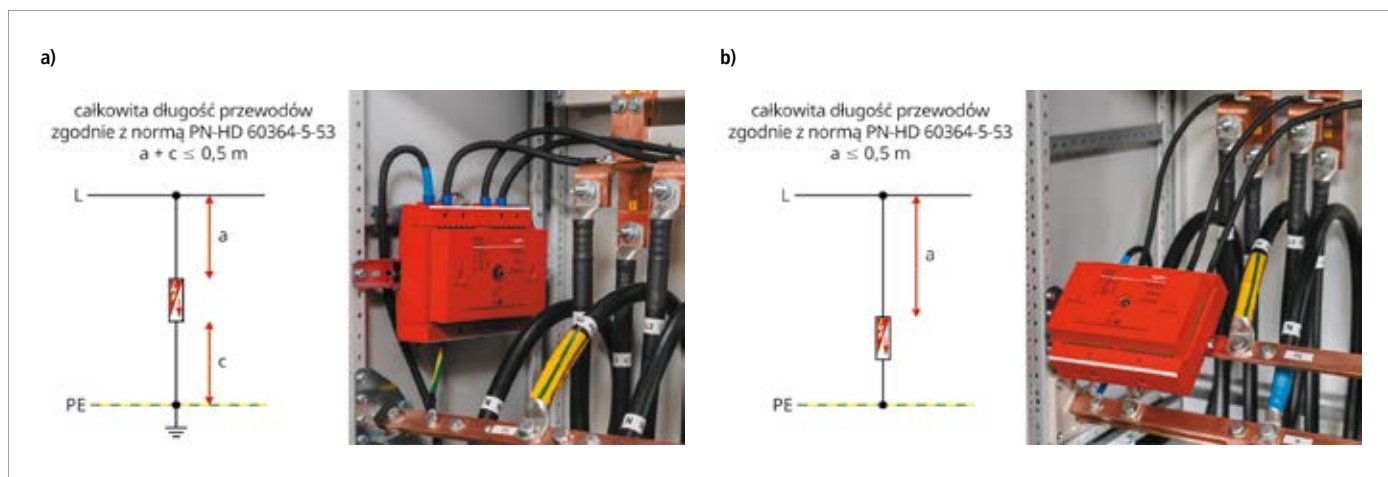 a)
całkowita długość przewodów
zgodnie z normą PN-HD 60364-5-53
a + c ≤ 0,5 m
L
a
c
PE
b)
całkowita długość przewodów
zgodnie z normą PN-HD 60364-5-53
a ≤ 0,5 m
L
a
PE